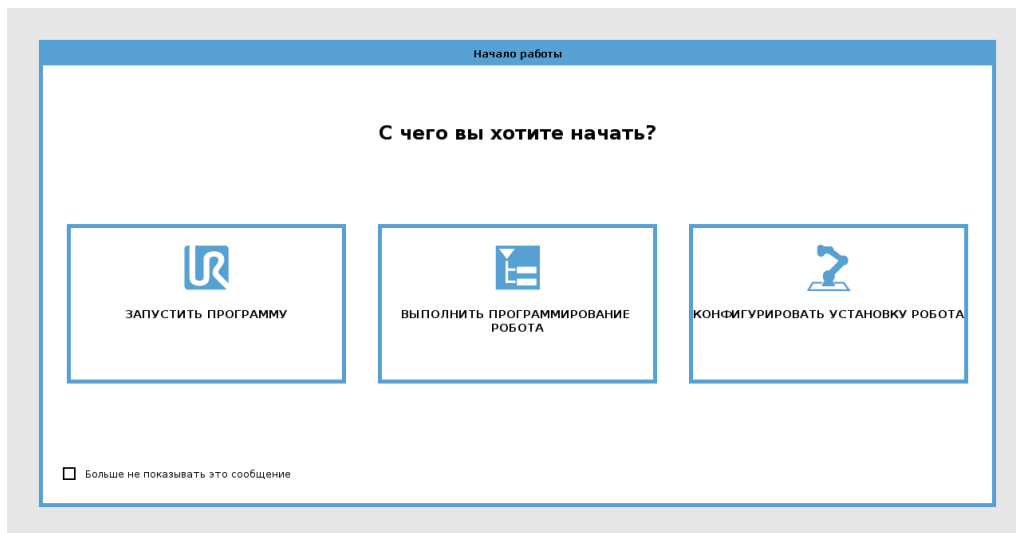 Начало работы
С чего вы хотите начать?
ЗАПУСТИТЬ ПРОГРАММУ
ВЫПОЛНИТЬ ПРОГРАММИРОВАНИЕ
РОБОТА
КОНФИГУРИРОВАТЬ УСТАНОВКУ РОБОТА
Больше не показывать это сообщение